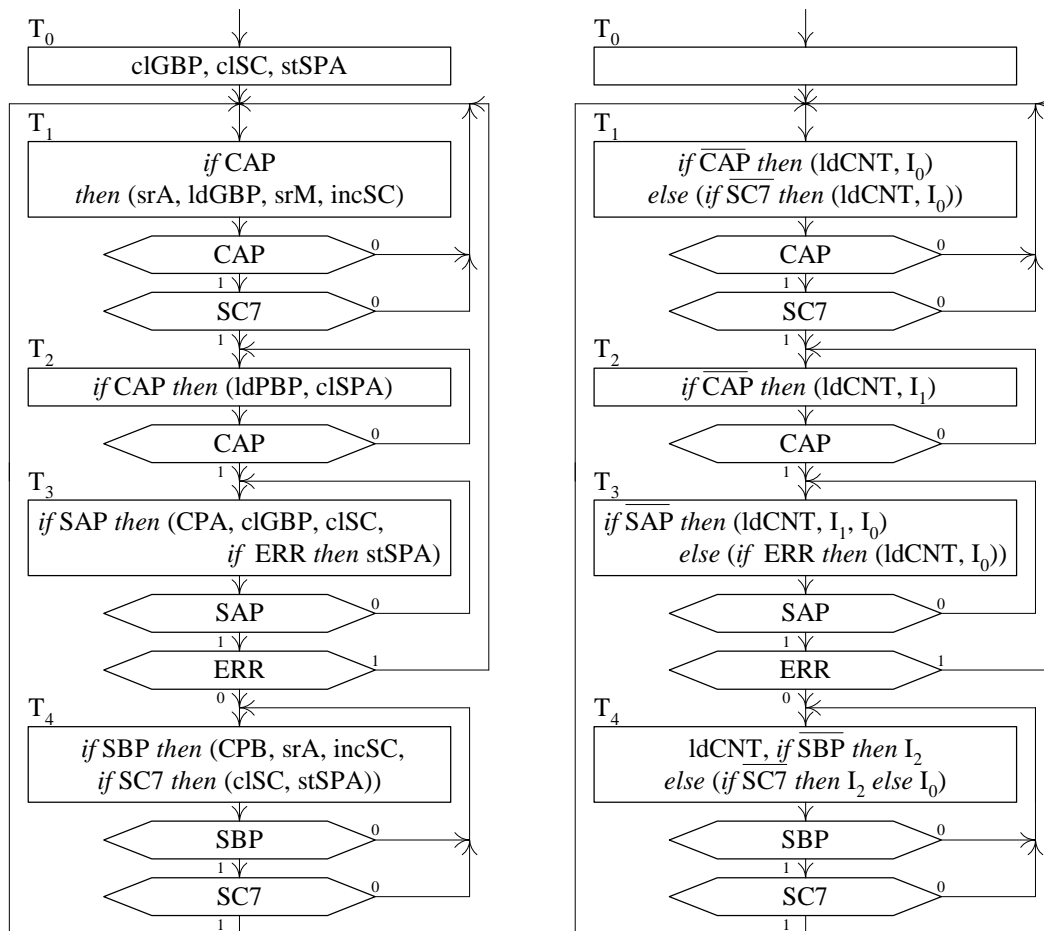 T0
clGBP, clSC, stSPA
T1
if CAP
then (srA, ldGBP, srM, incSC)
CAP
0
1
SC7
0
1
T2
if CAP then (ldPBP, clSPA)
CAP
0
1
T3
if SAP then (CPA, clGBP, clSC,
if ERR then stSPA)
SAP
0
1
ERR
1
0
T4
if SBP then (CPB, srA, incSC,
if SC7 then (clSC, stSPA))
SBP
0
1
SC7
0
1
T0
T1
if C̅A̅P̅ then (ldCNT, I0)
else (if S̅C̅7̅ then (ldCNT, I0))
CAP
0
1
SC7
0
1
T2
if C̅A̅P̅ then (ldCNT, I1)
CAP
0
1
T3
if S̅A̅P̅ then (ldCNT, I1, I0)
else (if ERR then (ldCNT, I0))
SAP
0
1
ERR
1
0
T4
ldCNT, if S̅B̅P̅ then I2
else (if S̅C̅7̅ then I2 else I0)
SBP
0
1
SC7
0
1